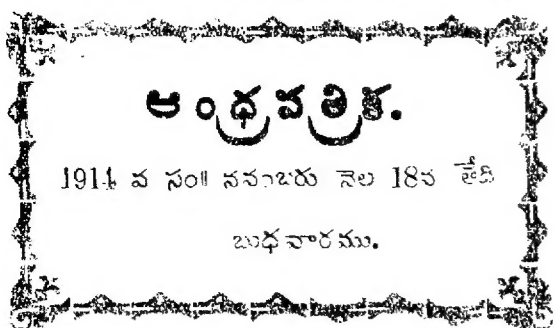 ఆంధ్రపత్రిక.
1914 వ సం॥ నవంబరు నెల 18వ తేది
బుధవారము.